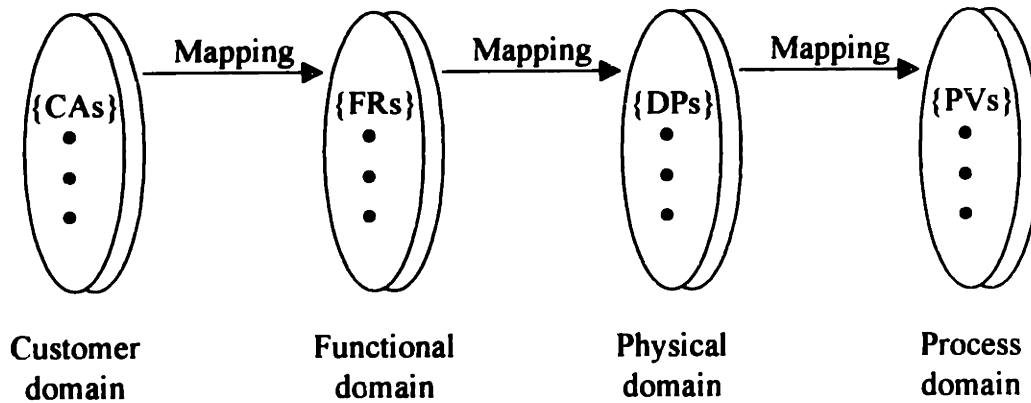 Mapping
Mapping
Mapping
{CAs}
{FRs}
{DPs}
{PVs}
Customer
domain
Functional
domain
Physical
domain
Process
domain